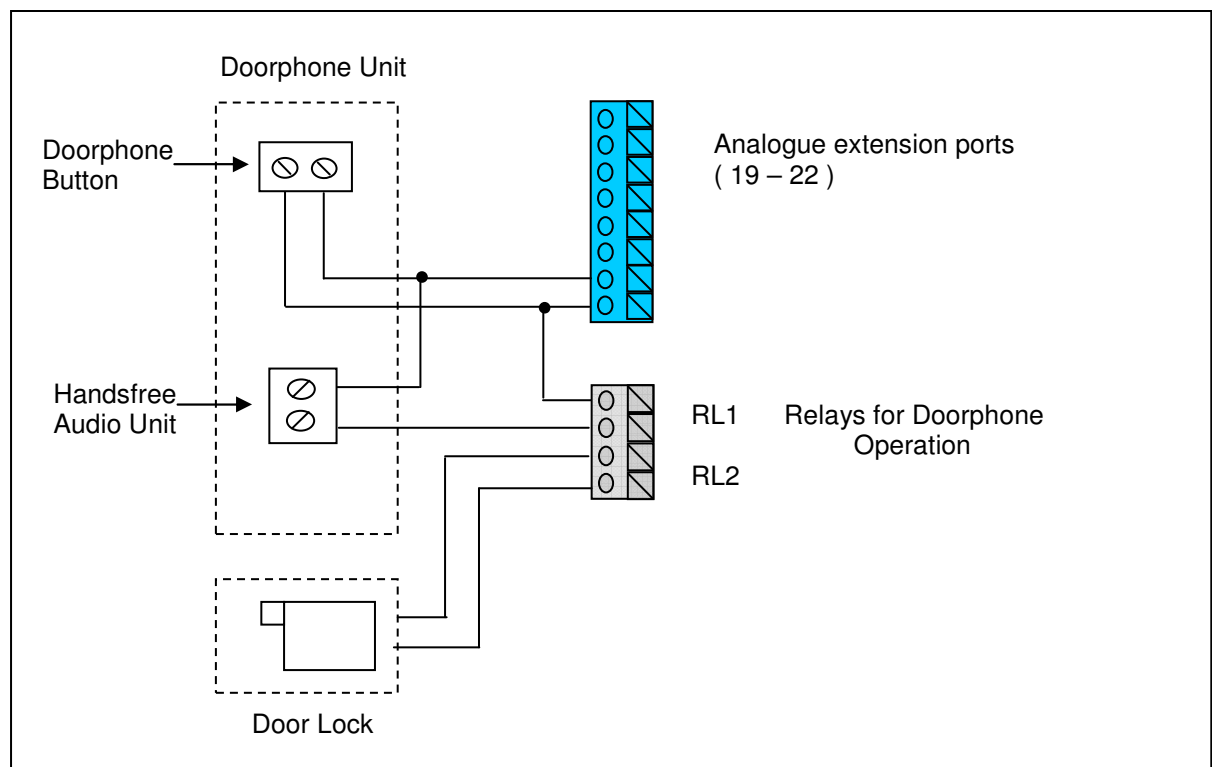 Doorphone Unit
Doorphone
Button
Analogue extension ports
( 19 – 22 )
Handsfree
Audio Unit
RL1
Relays for Doorphone
Operation
RL2
Door Lock